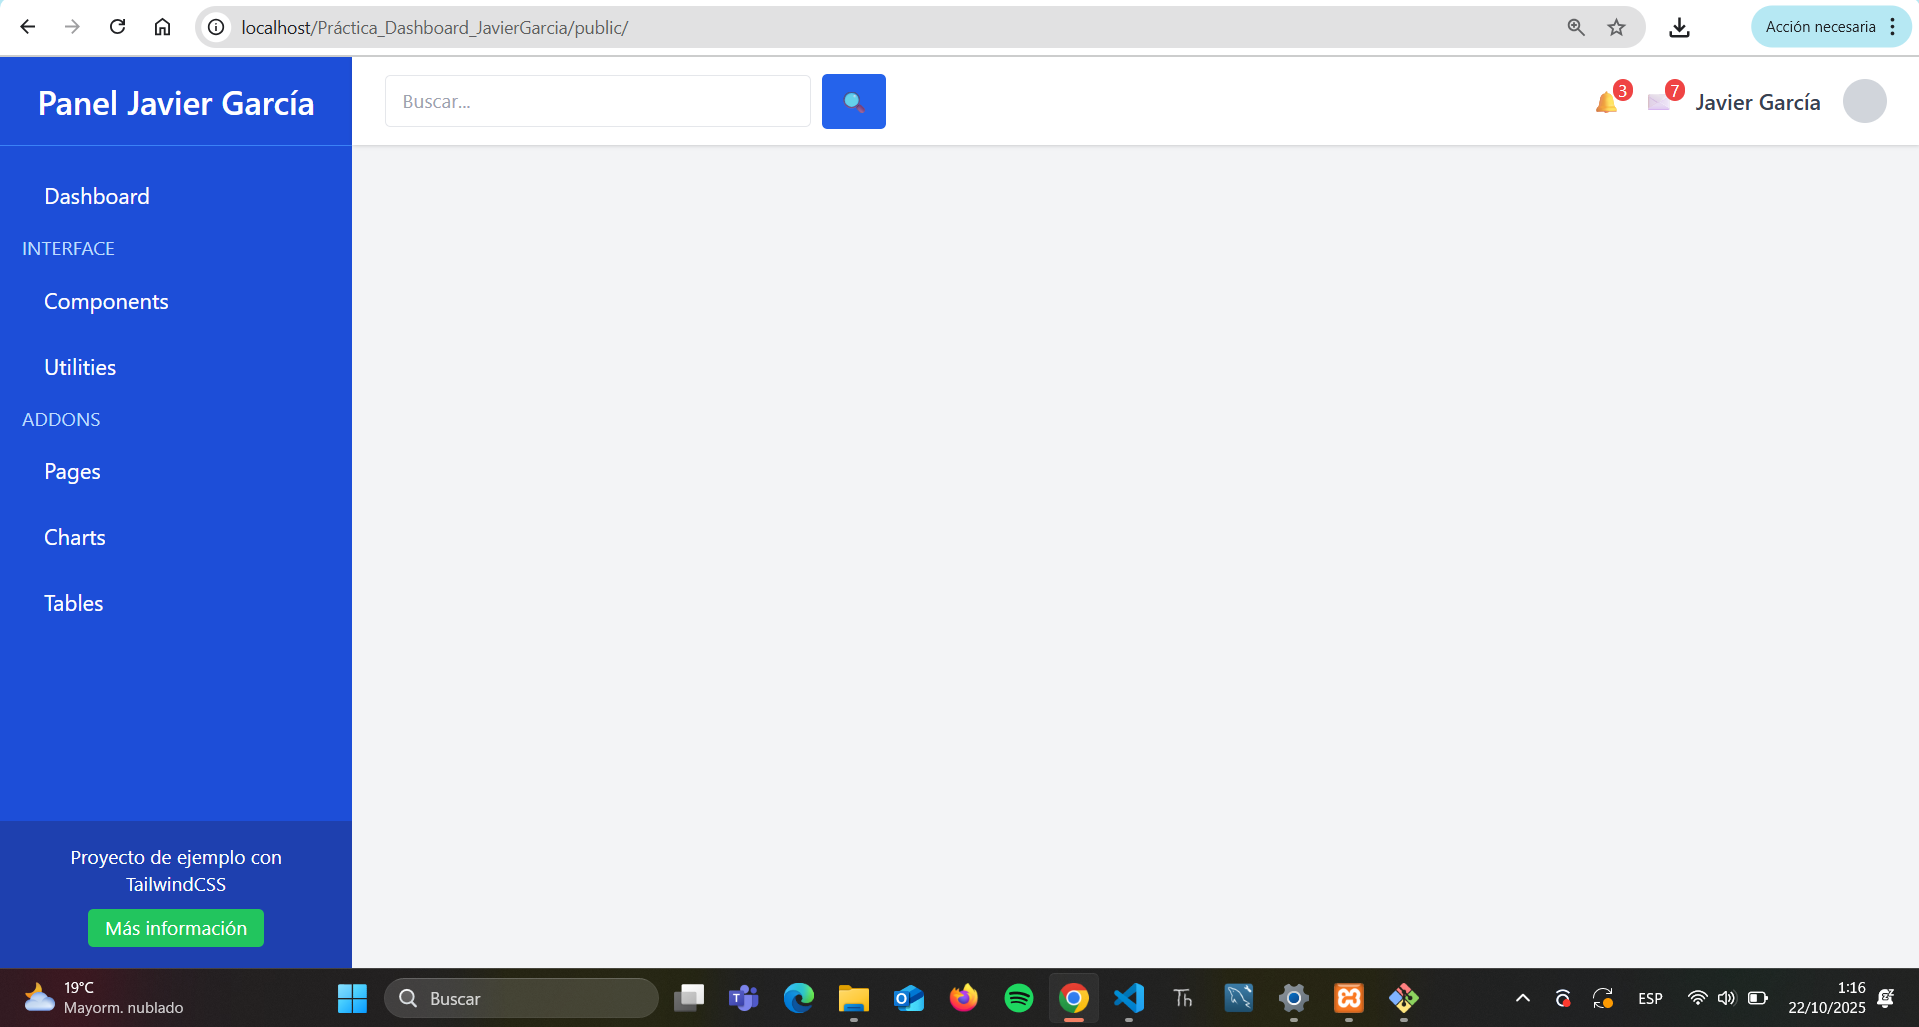 localhost/Práctica_Dashboard_JavierGarcia/public/
Acción necesaria
Panel Javier García
Buscar...
3
7
Javier García
Dashboard
INTERFACE
Components
Utilities
ADDONS
Pages
Charts
Tables
Proyecto de ejemplo con
TailwindCSS
Más información
19°C
Mayorm. nublado
Buscar
Th
ESP
1:16
22/10/2025